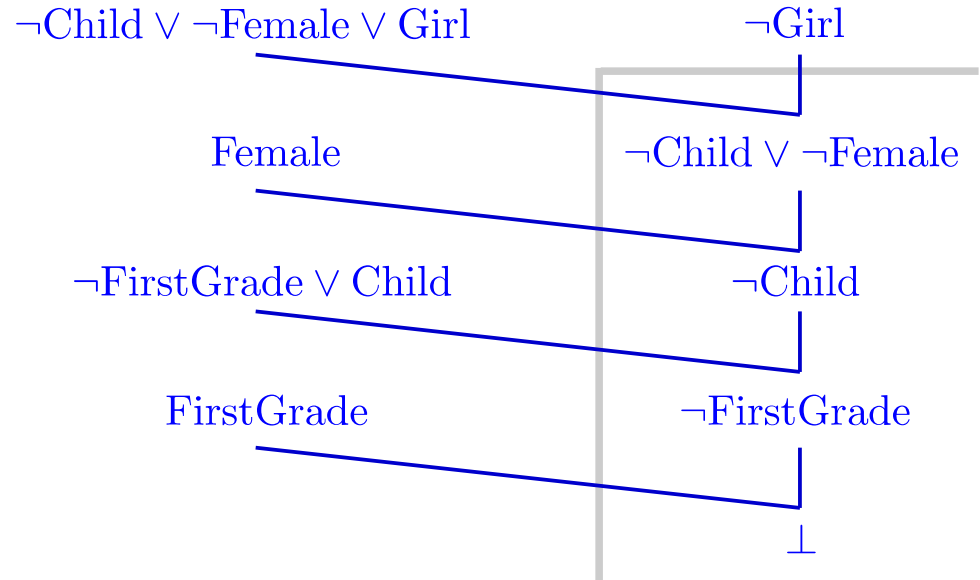 ¬Child ∨ ¬Female ∨ Girl ¬Girl
Female ¬Child ∨ ¬Female
¬FirstGrade ∨ Child ¬Child
FirstGrade ¬FirstGrade
⊥